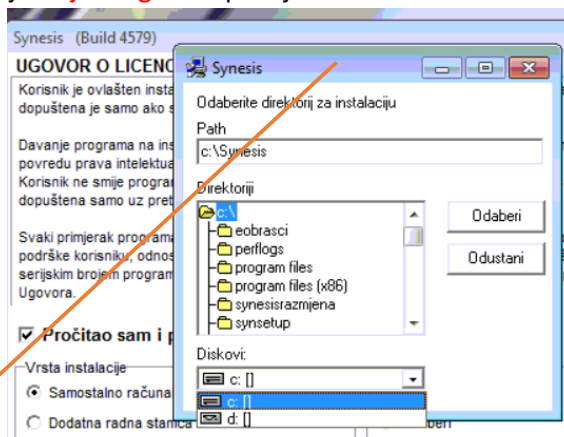 Synesis (Build 4579)
UGOVOR O LICENC
Korisnik je ovlašten insta
dopuštena je samo ako s
Davanje programa na ins
povredu prava intelektua
Korisnik ne smije program
dopuštena samo uz pret
Svaki primjerak programa
podrške korisniku, odnos
serijskim brojem program
Ugovora.
Pročitao sam i p
Vrsta instalacije
Samostalno računa
Dodatna radna stanica
Synesis
Odaberite direktorij za instalaciju
Path
c:\Synesis
Direktoriji
c:\
eobrasci
perflogs
program files
program files (x86)
synesisrazmjena
synsetup
Odaberi
Odustani
Diskovi:
c: []
c: []
d: []